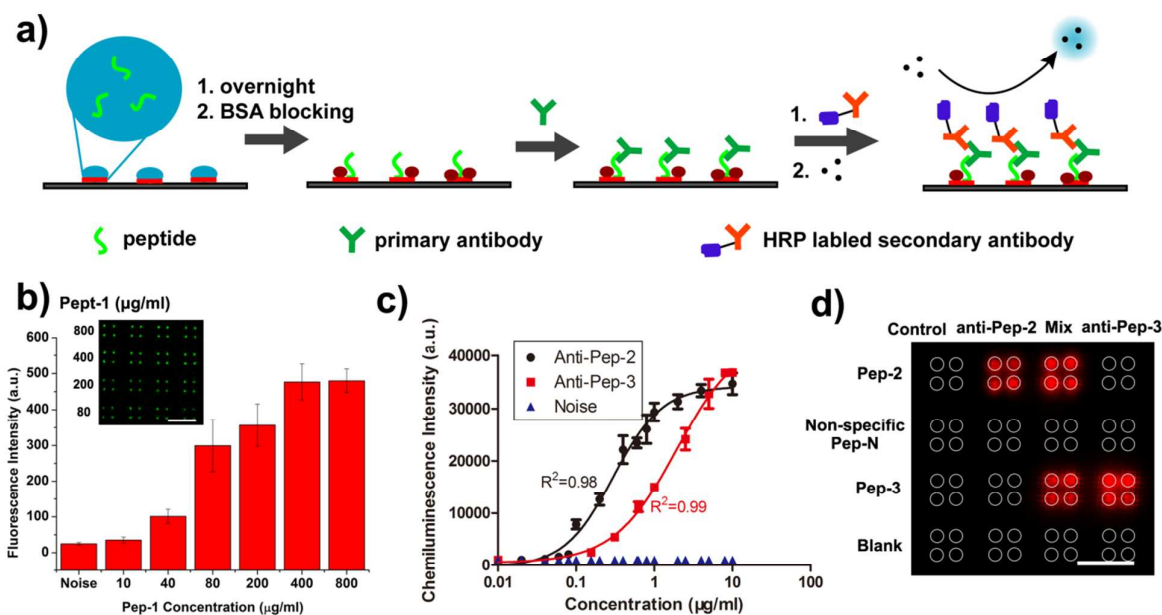 a)
1. overnight
2. BSA blocking
1.
2.
peptide
primary antibody
HRP labled secondary antibody
b)
Pept-1 (µg/ml)
800
400
200
80
Fluorescence Intensity (a.u.)
600
500
400
300
200
100
0
Noise 10 40 80 200 400 800
Pep-1 Concentration (µg/ml)
c)
Chemiluminescence Intensity (a.u.)
40000
30000
20000
10000
0
Anti-Pep-2
Anti-Pep-3
Noise
R²=0.98
R²=0.99
0.01 0.1 1 10 100
Concentration (µg/ml)
d)
Control anti-Pep-2 Mix anti-Pep-3
Pep-2
Non-specific
Pep-N
Pep-3
Blank